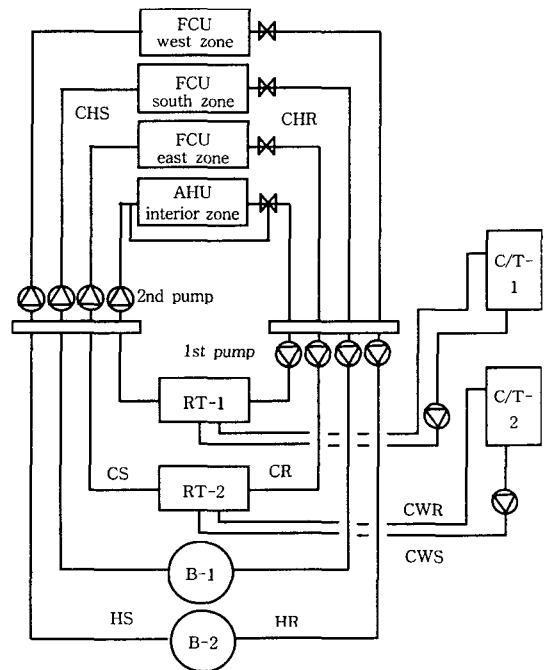 FCU
west zone
FCU
south zone
CHS
CHR
FCU
east zone
AHU
interior zone
C/T-
1
2nd pump
1st pump
RT-1
C/T-
2
CS
RT-2
CR
CWR
CWS
B-1
HS
B-2
HR